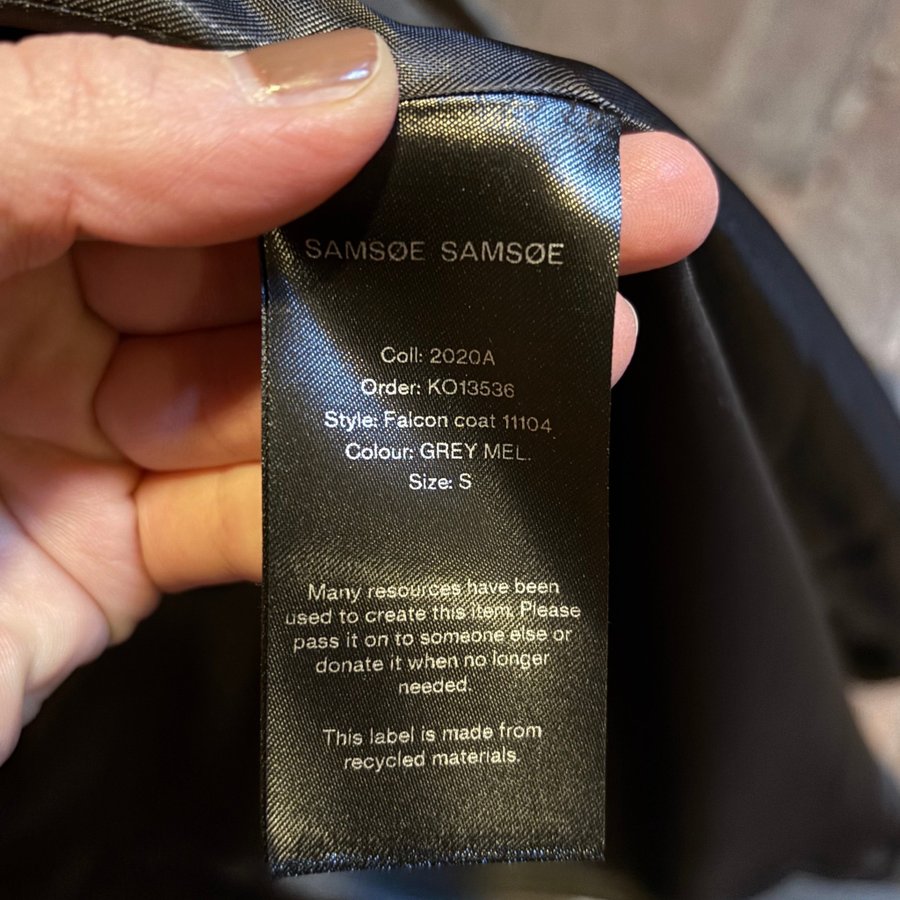 SAMSØE SAMSØE
Coll: 2020A
Order: KO13536
Style: Falcon coat 11104
Colour: GREY MEL.
Size: S
Many resources have been
used to create this item. Please
pass it on to someone else or
donate it when no longer
needed.
This label is made from
recycled materials.